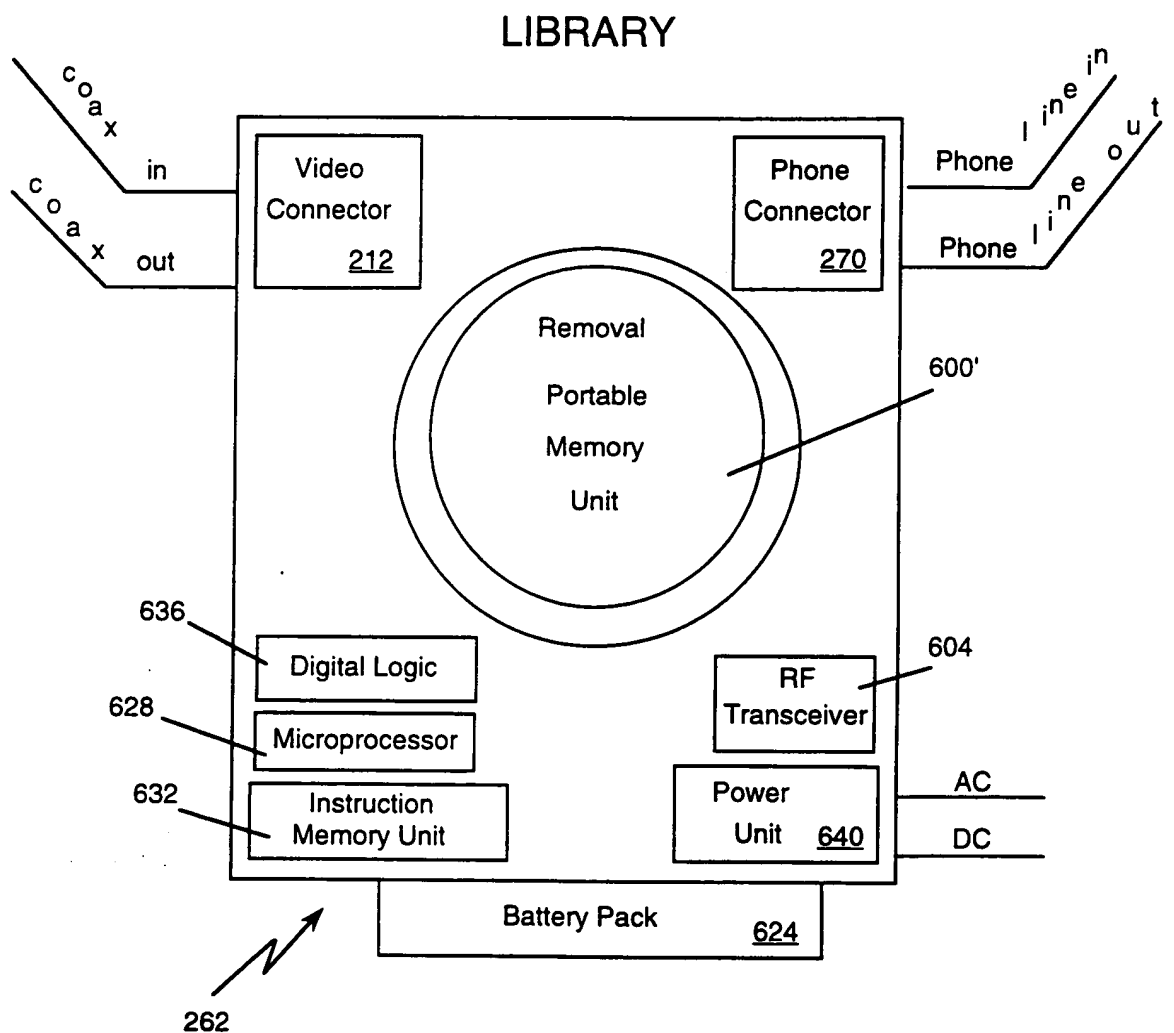 LIBRARY
coax in
coax out
Video
Connector
212
Phone
Connector
270
Phone line in
Phone line out
Removal
Portable
Memory
Unit
600'
636
Digital Logic
628
Microprocessor
632
Instruction
Memory Unit
604
RF
Transceiver
Power
Unit 640
AC
DC
Battery Pack 624
262